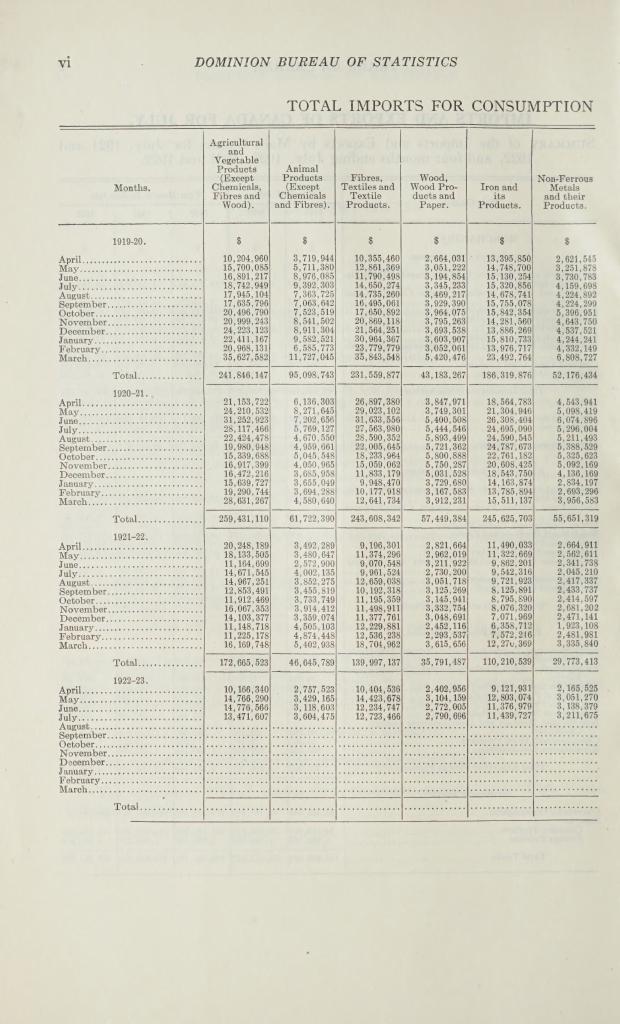 vi DOMINION BUREAU OF STATISTICS
TOTAL IMPORTS FOR CONSUMPTION
Months. Agricultural and Vegetable Products (Except Chemicals, Fibres and Wood). Animal Products (Except Chemicals and Fibres). Fibres, Textiles and Textile Products. Wood, Wood Products and Paper. Iron and its Products. Non-Ferrous Metals and their Products.
1919-20. $ $ $ $ $ $
April 10,204,960 3,719,944 10,355,460 2,664,031 13,395,850 2,621,545
May 15,700,085 5,711,380 12,861,369 3,051,222 14,748,700 3,251,878
June 16,891,217 8,976,085 11,790,498 3,194,854 15,130,254 3,730,783
July 18,742,949 9,392,303 14,650,274 3,345,233 15,320,856 4,159,698
August 17,945,104 7,363,725 14,735,260 3,469,217 14,678,741 4,224,892
September 17,635,796 7,063,642 16,495,061 3,929,390 15,755,078 4,224,299
October 20,496,790 7,523,519 17,650,892 3,964,075 15,842,354 5,396,951
November 20,999,243 8,541,502 20,869,118 3,795,263 14,281,560 4,643,750
December 24,223,123 8,911,304 21,564,251 3,693,538 13,886,269 4,537,521
January 22,411,167 9,582,521 30,964,367 3,603,907 15,810,733 4,244,241
February 20,968,131 6,585,773 23,779,779 3,052,061 13,976,717 4,332,149
March 35,627,582 11,727,045 35,843,548 5,420,476 23,492,764 6,808,727
Total 241,846,147 95,098,743 231,559,877 43,183,267 186,319,876 52,176,434
1920-21.
April 21,153,722 6,136,303 26,897,380 3,847,971 18,564,783 4,543,941
May 24,210,532 8,271,645 29,023,102 3,749,301 21,304,946 5,098,419
June 31,252,923 7,202,656 31,633,556 5,400,508 26,308,404 6,074,896
July 28,117,466 5,769,127 27,563,980 5,444,546 24,695,090 5,296,004
August 22,424,478 4,670,550 28,590,352 5,893,499 24,590,545 5,211,493
September 19,980,948 4,959,661 22,005,645 5,721,362 24,787,673 5,388,529
October 15,339,688 5,045,548 18,233,964 5,800,888 22,761,182 5,325,623
November 16,917,399 4,050,965 15,059,062 5,750,287 20,608,425 5,092,169
December 16,472,216 3,685,958 11,833,179 5,031,528 18,543,750 4,136,169
January 15,639,727 3,655,049 9,948,470 3,729,680 14,163,874 2,834,197
February 19,290,744 3,694,288 10,177,918 3,167,583 13,785,894 2,693,296
March 28,631,267 4,580,640 12,641,734 3,912,231 15,511,137 3,956,583
Total 259,431,110 61,722,390 243,608,342 57,449,384 245,625,703 55,651,319
1921-22.
April 20,248,189 3,492,289 9,196,301 2,821,664 11,490,033 2,664,911
May 18,133,505 3,480,647 11,374,296 2,962,019 11,322,669 2,562,611
June 11,164,699 2,572,900 9,070,548 3,211,922 9,862,201 2,341,738
July 14,671,545 4,002,135 9,961,524 2,730,200 9,542,316 2,045,210
August 14,967,251 3,852,275 12,659,038 3,051,718 9,721,923 2,417,337
September 12,853,491 3,455,819 10,192,318 3,125,269 8,125,891 2,433,737
October 11,912,469 3,733,749 11,195,359 3,145,941 8,795,890 2,414,597
November 16,067,353 3,914,412 11,498,911 3,332,754 8,076,320 2,681,202
December 14,103,377 3,359,074 11,377,761 3,048,691 7,071,969 2,471,141
January 11,148,718 4,505,103 12,229,881 2,452,116 6,358,712 1,923,108
February 11,225,178 4,874,448 12,536,238 2,293,537 7,572,246 2,481,981
March 16,169,748 5,402,938 18,704,962 3,615,656 3,335,840
Total 172,665,523 46,645,789 139,997,137 35,791,487 110,210,539 29,773,413
1922-23.
April 10,166,340 2,757,523 10,404,536 2,402,956 9,121,931 2,165,525
May 14,766,290 3,429,165 14,423,678 3,104,159 12,803,074 3,051,270
June 14,776,566 3,118,603 12,234,747 2,772,005 11,376,979 3,138,379
July 13,471,607 3,604,475 12,723,466 2,790,696 11,439,727 3,211,675
August
September
October
November
December
January
February
March
Total